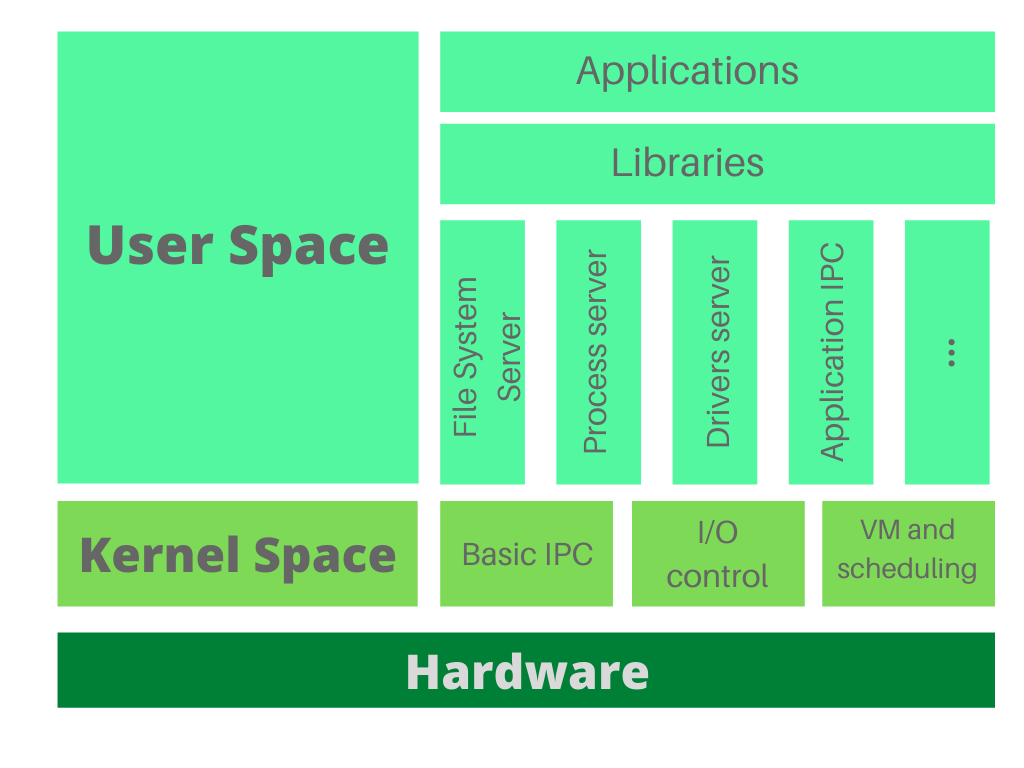 User Space
Applications
Libraries
File System
Server
Process server
Drivers server
Application IPC
...
Kernel Space
Basic IPC
I/O
control
VM and
scheduling
Hardware